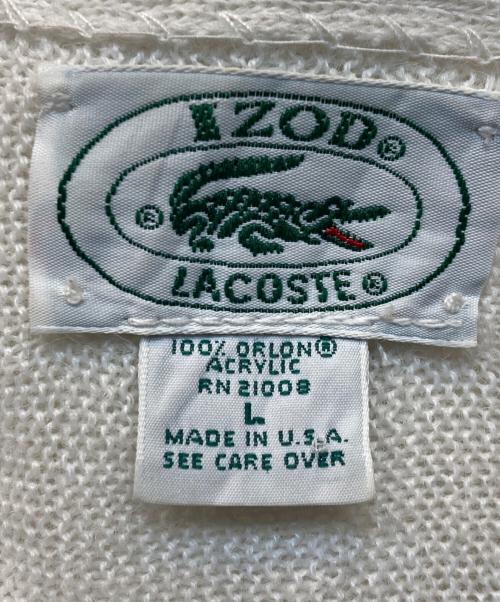 IZOD®
®
LACOSTE®
100% ORLON®
ACRYLIC
RN 21008
L
MADE IN U.S.A.
SEE CARE OVER